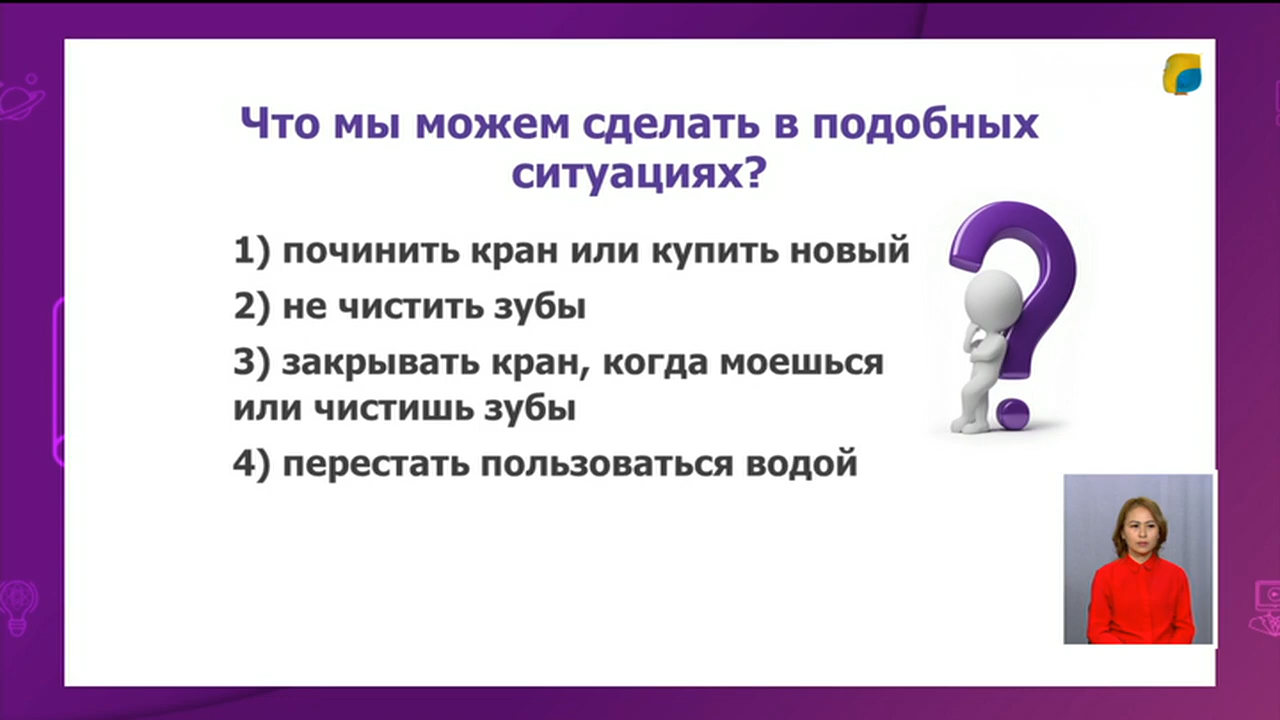 Что мы можем сделать в подобных
ситуациях?
1) починить кран или купить новый
2) не чистить зубы
3) закрывать кран, когда моешься
или чистишь зубы
4) перестать пользоваться водой